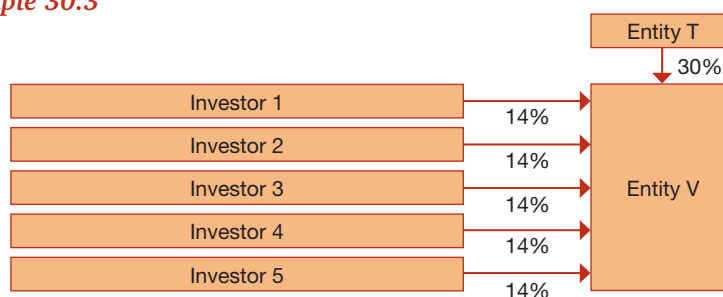 ple 30.3
Entity T
30%
Investor 1
14%
Investor 2
14%
Investor 3
14%
Investor 4
14%
Investor 5
14%
Entity V